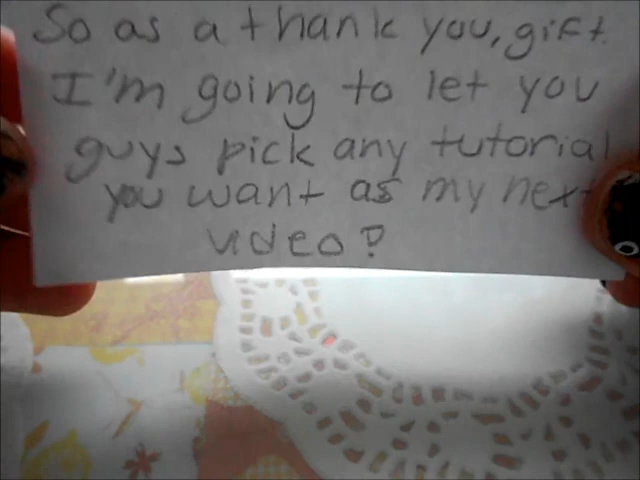 So as a thank you, gift.
I'm going to let you
guys pick any tutorial
you want as my next
video?